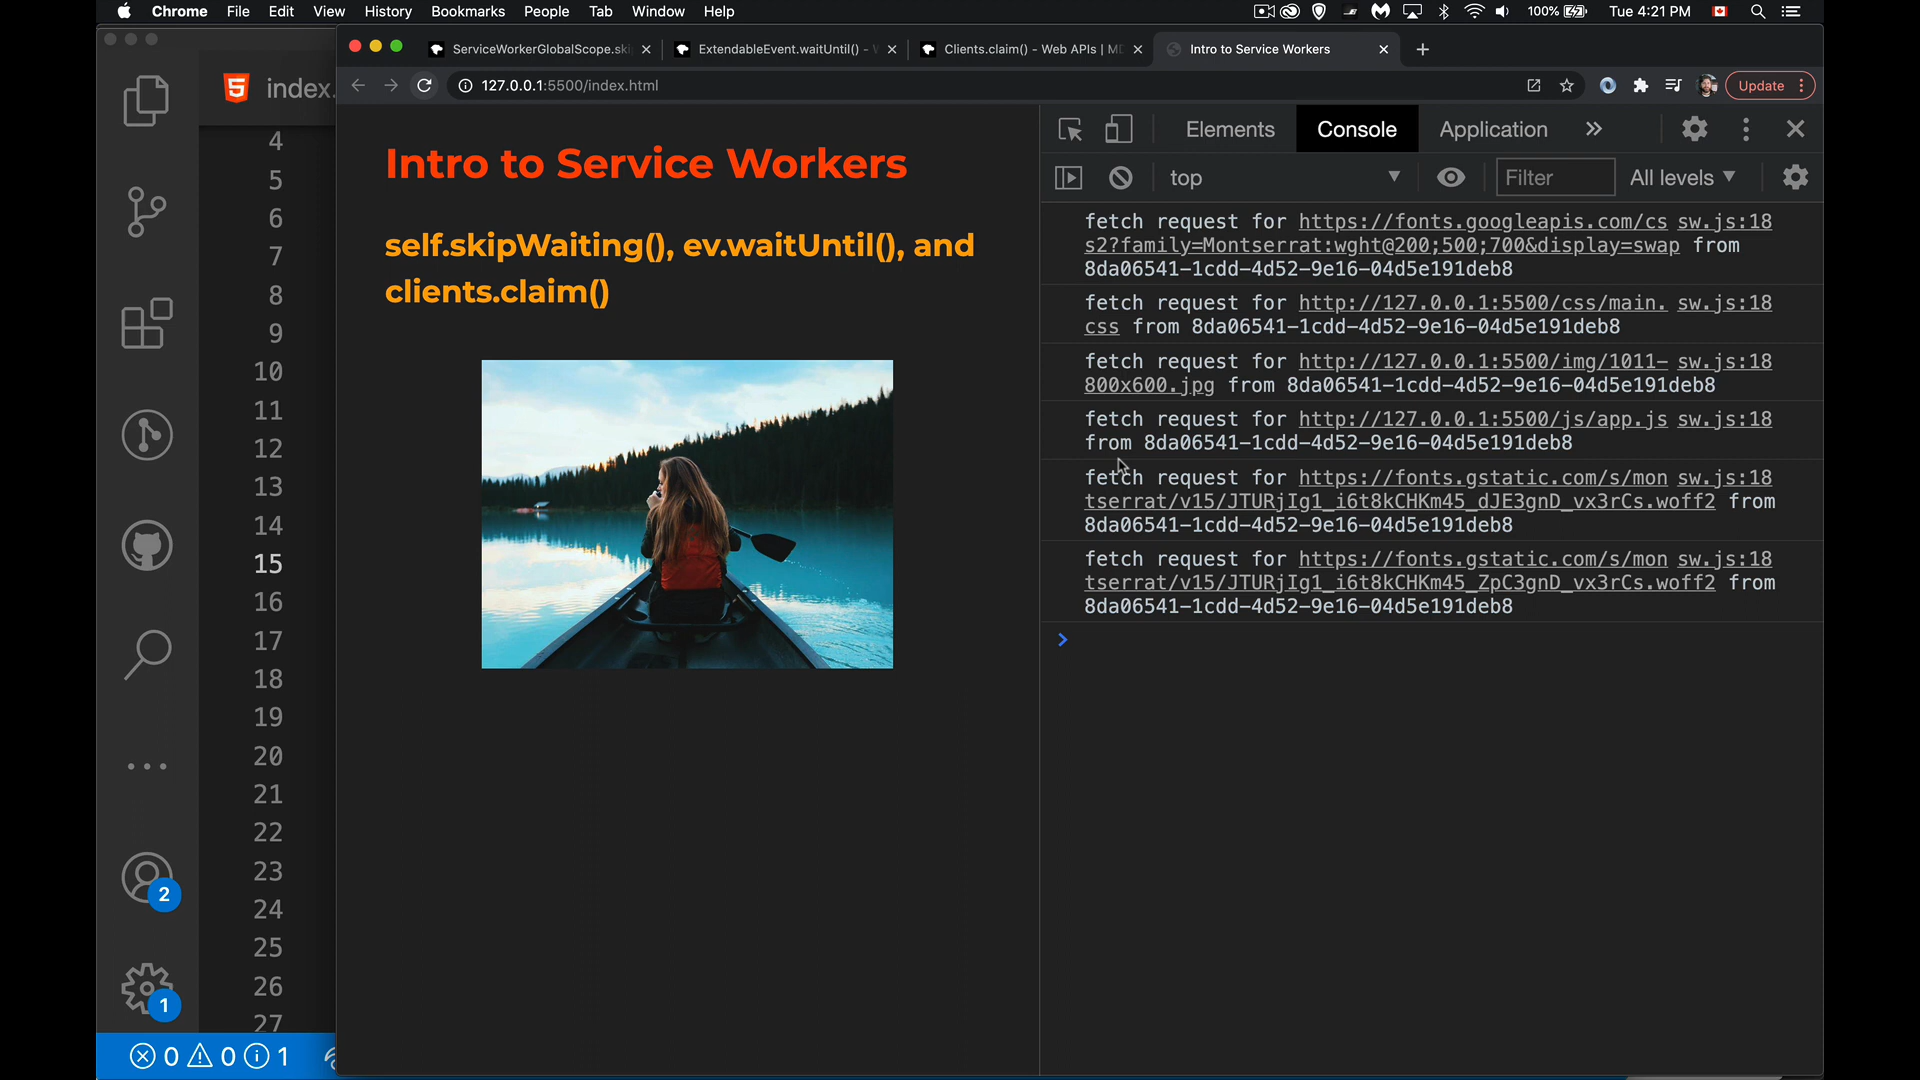 Chrome File Edit View History Bookmarks People Tab Window Help 100% Tue 4:21 PM
ServiceWorkerGlobalScope.ski
ExtendableEvent.waitUntil() - W
Clients.claim() - Web APIs | MD
Intro to Service Workers
127.0.0.1:5500/index.html
Update
index.
4
5
6
7
8
9
10
11
12
13
14
15
16
17
18
19
20
21
22
23
24
25
26
27
2
1
0 0 1
Intro to Service Workers
self.skipWaiting(), ev.waitUntil(), and
clients.claim()
Elements Console Application
top Filter All levels
fetch request for https://fonts.googleapis.com/cs sw.js:18
s2?family=Montserrat:wght@200;500;700&display=swap from
8da06541-1cdd-4d52-9e16-04d5e191deb8
fetch request for http://127.0.0.1:5500/css/main. sw.js:18
css from 8da06541-1cdd-4d52-9e16-04d5e191deb8
fetch request for http://127.0.0.1:5500/img/1011- sw.js:18
800x600.jpg from 8da06541-1cdd-4d52-9e16-04d5e191deb8
fetch request for http://127.0.0.1:5500/js/app.js sw.js:18
from 8da06541-1cdd-4d52-9e16-04d5e191deb8
fetch request for https://fonts.gstatic.com/s/mon sw.js:18
tserrat/v15/JTURjIg1_i6t8kCHKm45_dJE3gnD_vx3rCs.woff2 from
8da06541-1cdd-4d52-9e16-04d5e191deb8
fetch request for https://fonts.gstatic.com/s/mon sw.js:18
tserrat/v15/JTURjIg1_i6t8kCHKm45_ZpC3gnD_vx3rCs.woff2 from
8da06541-1cdd-4d52-9e16-04d5e191deb8